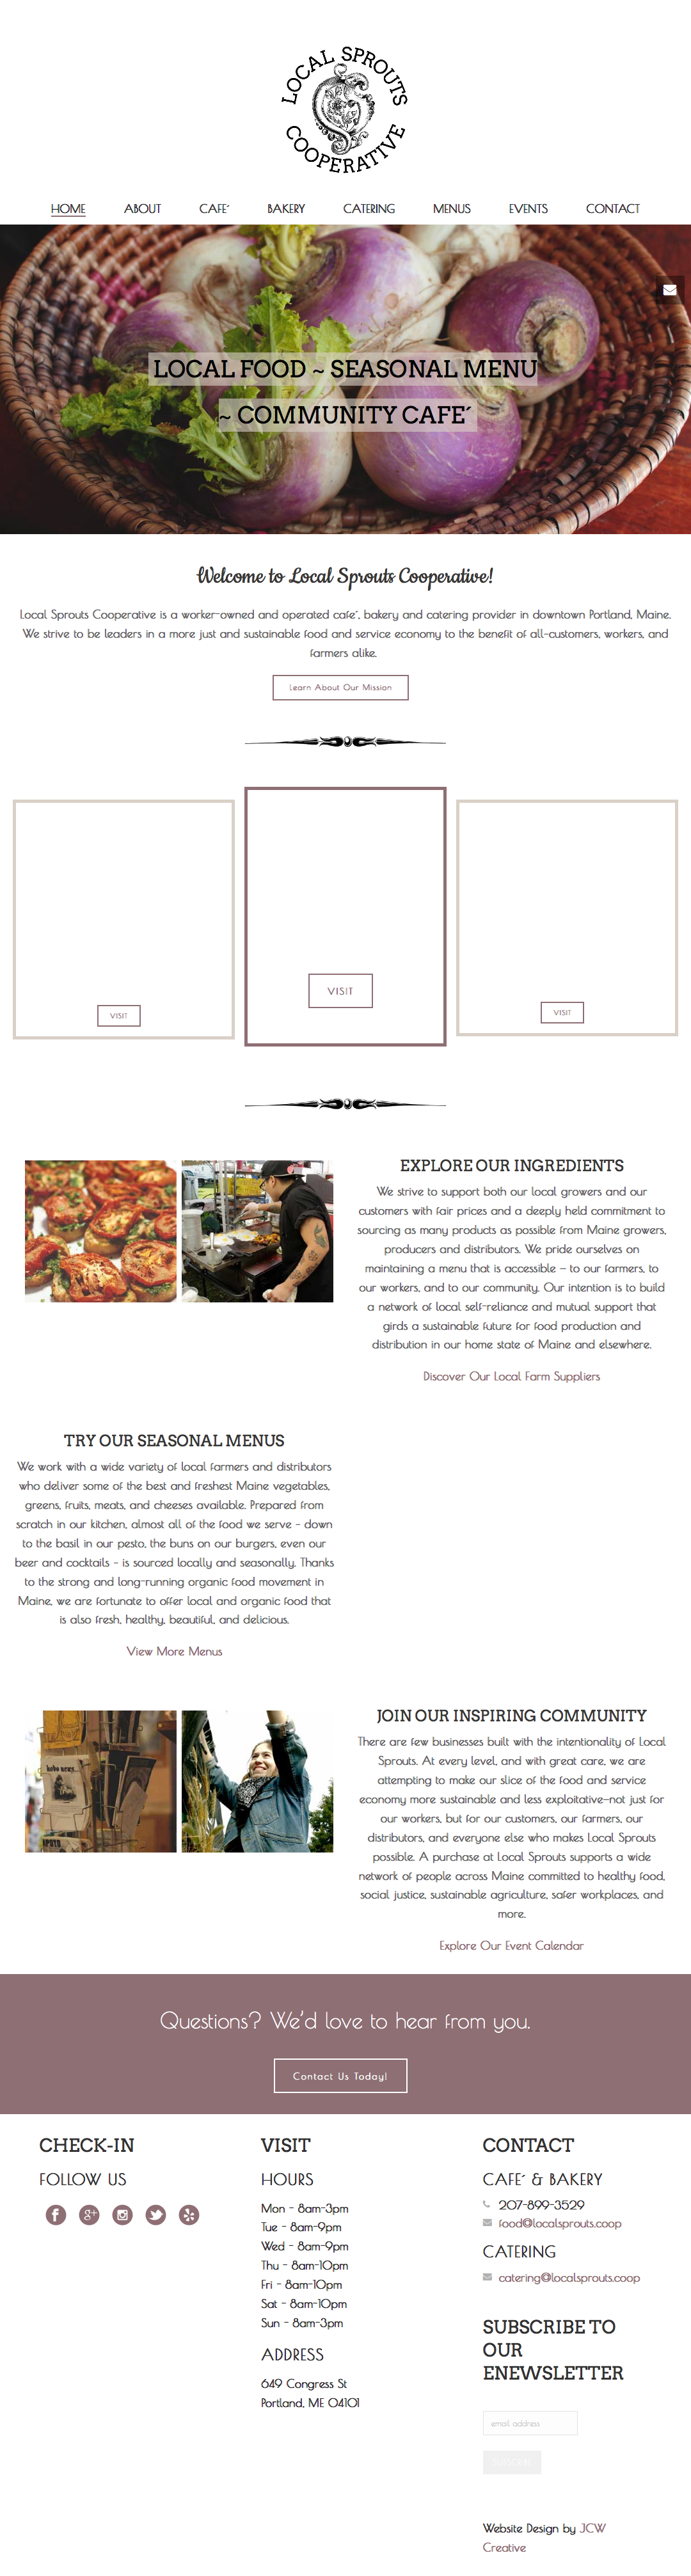 LOCAL SPROUTS
COOPERATIVE
HOME ABOUT CAFE´ BAKERY CATERING MENUS EVENTS CONTACT
LOCAL FOOD ~ SEASONAL MENU
~ COMMUNITY CAFE´
Welcome to Local Sprouts Cooperative!
Local Sprouts Cooperative is a worker-owned and operated cafe´, bakery and catering provider in downtown Portland, Maine.
We strive to be leaders in a more just and sustainable food and service economy to the benefit of all-customers, workers, and
farmers alike.
Learn About Our Mission
VISIT
VISIT
VISIT
EXPLORE OUR INGREDIENTS
We strive to support both our local growers and our
customers with fair prices and a deeply held commitment to
sourcing as many products as possible from Maine growers,
producers and distributors. We pride ourselves on
maintaining a menu that is accessible – to our farmers, to
our workers, and to our community. Our intention is to build
a network of local self-reliance and mutual support that
girds a sustainable future for food production and
distribution in our home state of Maine and elsewhere.
Discover Our Local Farm Suppliers
TRY OUR SEASONAL MENUS
We work with a wide variety of local farmers and distributors
who deliver some of the best and freshest Maine vegetables,
greens, fruits, meats, and cheeses available. Prepared from
scratch in our kitchen, almost all of the food we serve - down
to the basil in our pesto, the buns on our burgers, even our
beer and cocktails - is sourced locally and seasonally. Thanks
to the strong and long-running organic food movement in
Maine, we are fortunate to offer local and organic food that
is also fresh, healthy, beautiful, and delicious.
View More Menus
JOIN OUR INSPIRING COMMUNITY
There are few businesses built with the intentionality of Local
Sprouts. At every level, and with great care, we are
attempting to make our slice of the food and service
economy more sustainable and less exploitative—not just for
our workers, but for our customers, our farmers, our
distributors, and everyone else who makes Local Sprouts
possible. A purchase at Local Sprouts supports a wide
network of people across Maine committed to healthy food,
social justice, sustainable agriculture, safer workplaces, and
more.
Explore Our Event Calendar
Questions? We'd love to hear from you.
Contact Us Today!
CHECK-IN
FOLLOW US
VISIT
HOURS
Mon - 8am-3pm
Tue - 8am-9pm
Wed - 8am-9pm
Thu - 8am-10pm
Fri - 8am-10pm
Sat - 8am-10pm
Sun - 8am-3pm
ADDRESS
649 Congress St
Portland, ME 04101
CONTACT
CAFE´ & BAKERY
207-899-3529
food@localsprouts.coop
CATERING
catering@localsprouts.coop
SUBSCRIBE TO
OUR
ENEWSLETTER
email address
Website Design by JCW
Creative